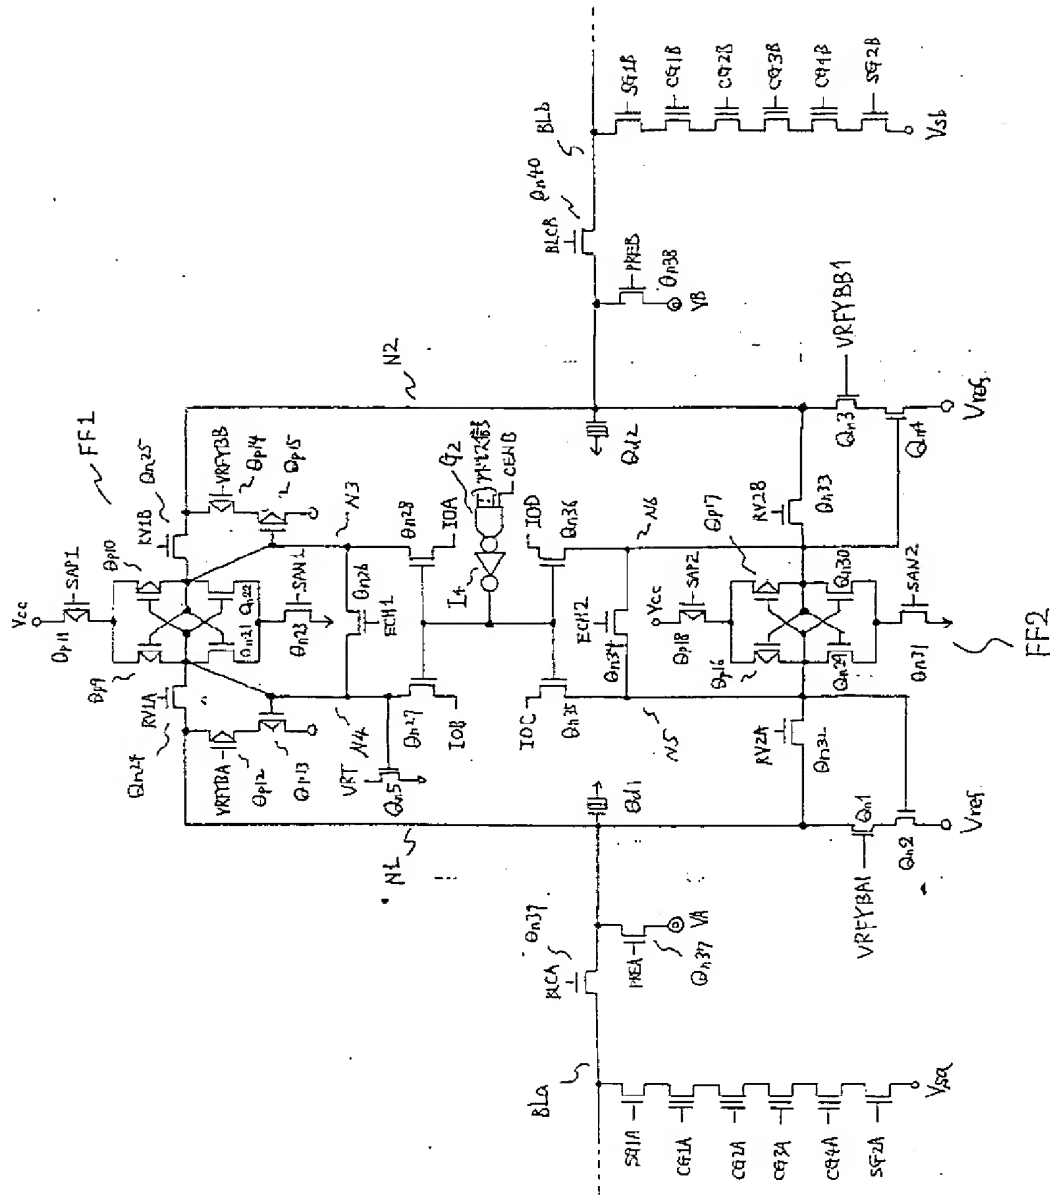 FF1
Vcc
SAP1
Qp11
Qp9
Qp10
RV1A
RV1B
Qn24
Qn25
VRFYBA
VRFYBB
Qp12
Qp13
Qp14
Qp15
Qn21
Qn22
Qn23
SAN1
N1
N2
N3
N4
Qn26
ECH1
VRT
Qn5
Qn27
Qn28
IOB
IOA
G2
CENB
I4
BLa
BLb
BLCA
BLCB
Qn39
Qn40
PREA
PREB
Qn37
Qn38
VA
VB
Qd1
Qd2
SG1A
CG1A
CG2A
CG3A
CG4A
SG2A
Vsa
SG1B
CG1B
CG2B
CG3B
CG4B
SG2B
Vsb
IOC
IOD
Qn35
Qn36
ECH2
Qn34
N5
N6
Vcc
SAP2
Qp18
Qp16
Qp17
RV2A
RV2B
Qn32
Qn33
Qn29
Qn30
SAN2
Qn31
VRFYBA1
VRFYBB1
Qn1
Qn2
Qn3
Qn4
Vref
Vref
FF2